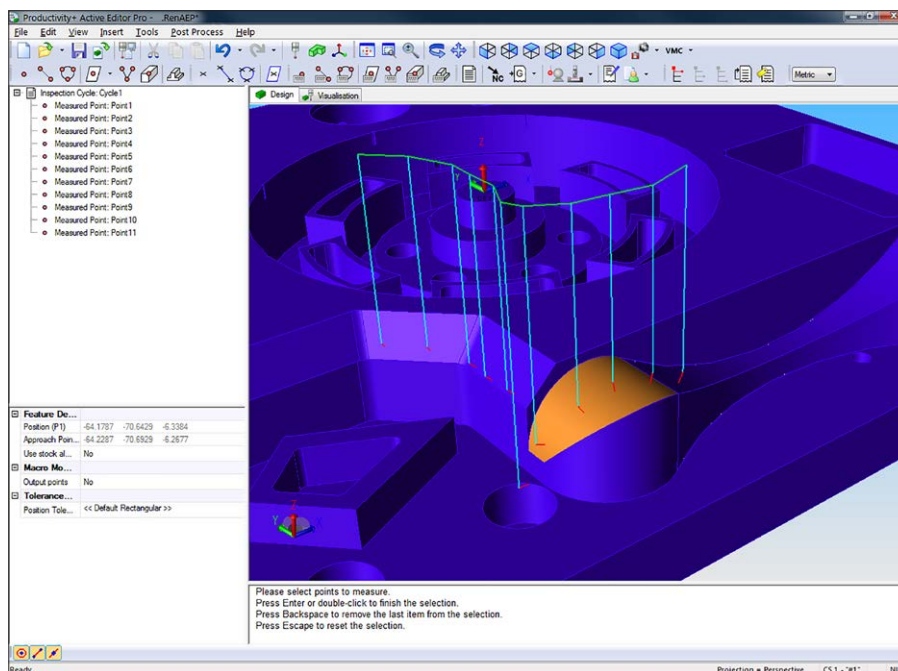 Productivity+ Active Editor Pro - .RenAEP*
File Edit View Insert Tools Post Process Help
VMC
NC +G Metric
Inspection Cycle: Cycle1
Measured Point: Point1
Measured Point: Point2
Measured Point: Point3
Measured Point: Point4
Measured Point: Point5
Measured Point: Point6
Measured Point: Point7
Measured Point: Point8
Measured Point: Point9
Measured Point: Point10
Measured Point: Point11
Design Visualisation
Z
Y
Z
Y
Feature De...
Position (P1) -64.1787 -70.6429 -6.3384
Approach Poin... -64.2287 -70.6929 -6.2677
Use stock al... No
Macro Mo...
Output points No
Tolerance...
Position Tole... << Default Rectangular >>
Please select points to measure.
Press Enter or double-click to finish the selection.
Press Backspace to remove the last item from the selection.
Press Escape to reset the selection.
Ready Projection = Perspective CS 1 - "#1"